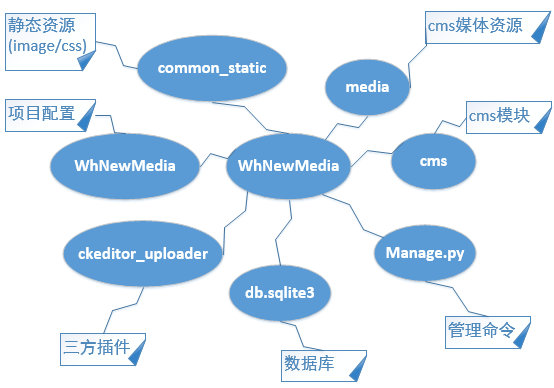 静态资源
(image/css)
cms媒体资源
common_static
media
项目配置
cms模块
WhNewMedia
WhNewMedia
cms
ckeditor_uploader
Manage.py
db.sqlite3
三方插件
管理命令
数据库